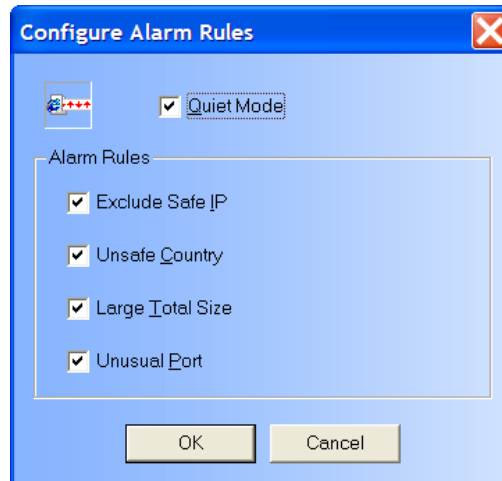 Configure Alarm Rules
Quiet Mode
Alarm Rules
Exclude Safe IP
Unsafe Country
Large Total Size
Unusual Port
OK
Cancel